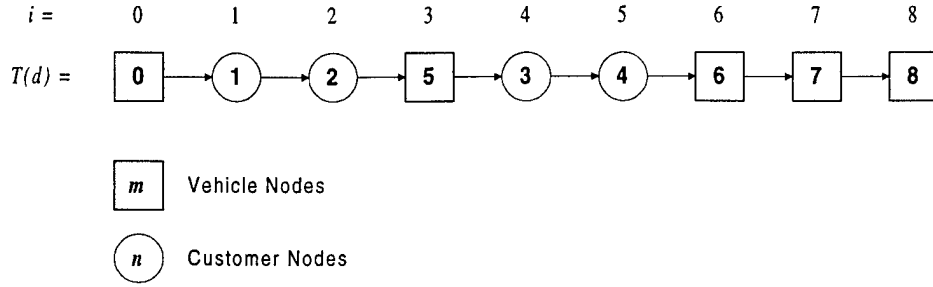 i = 0 1 2 3 4 5 6 7 8
T(d) = 0 1 2 5 3 4 6 7 8
m Vehicle Nodes
n Customer Nodes